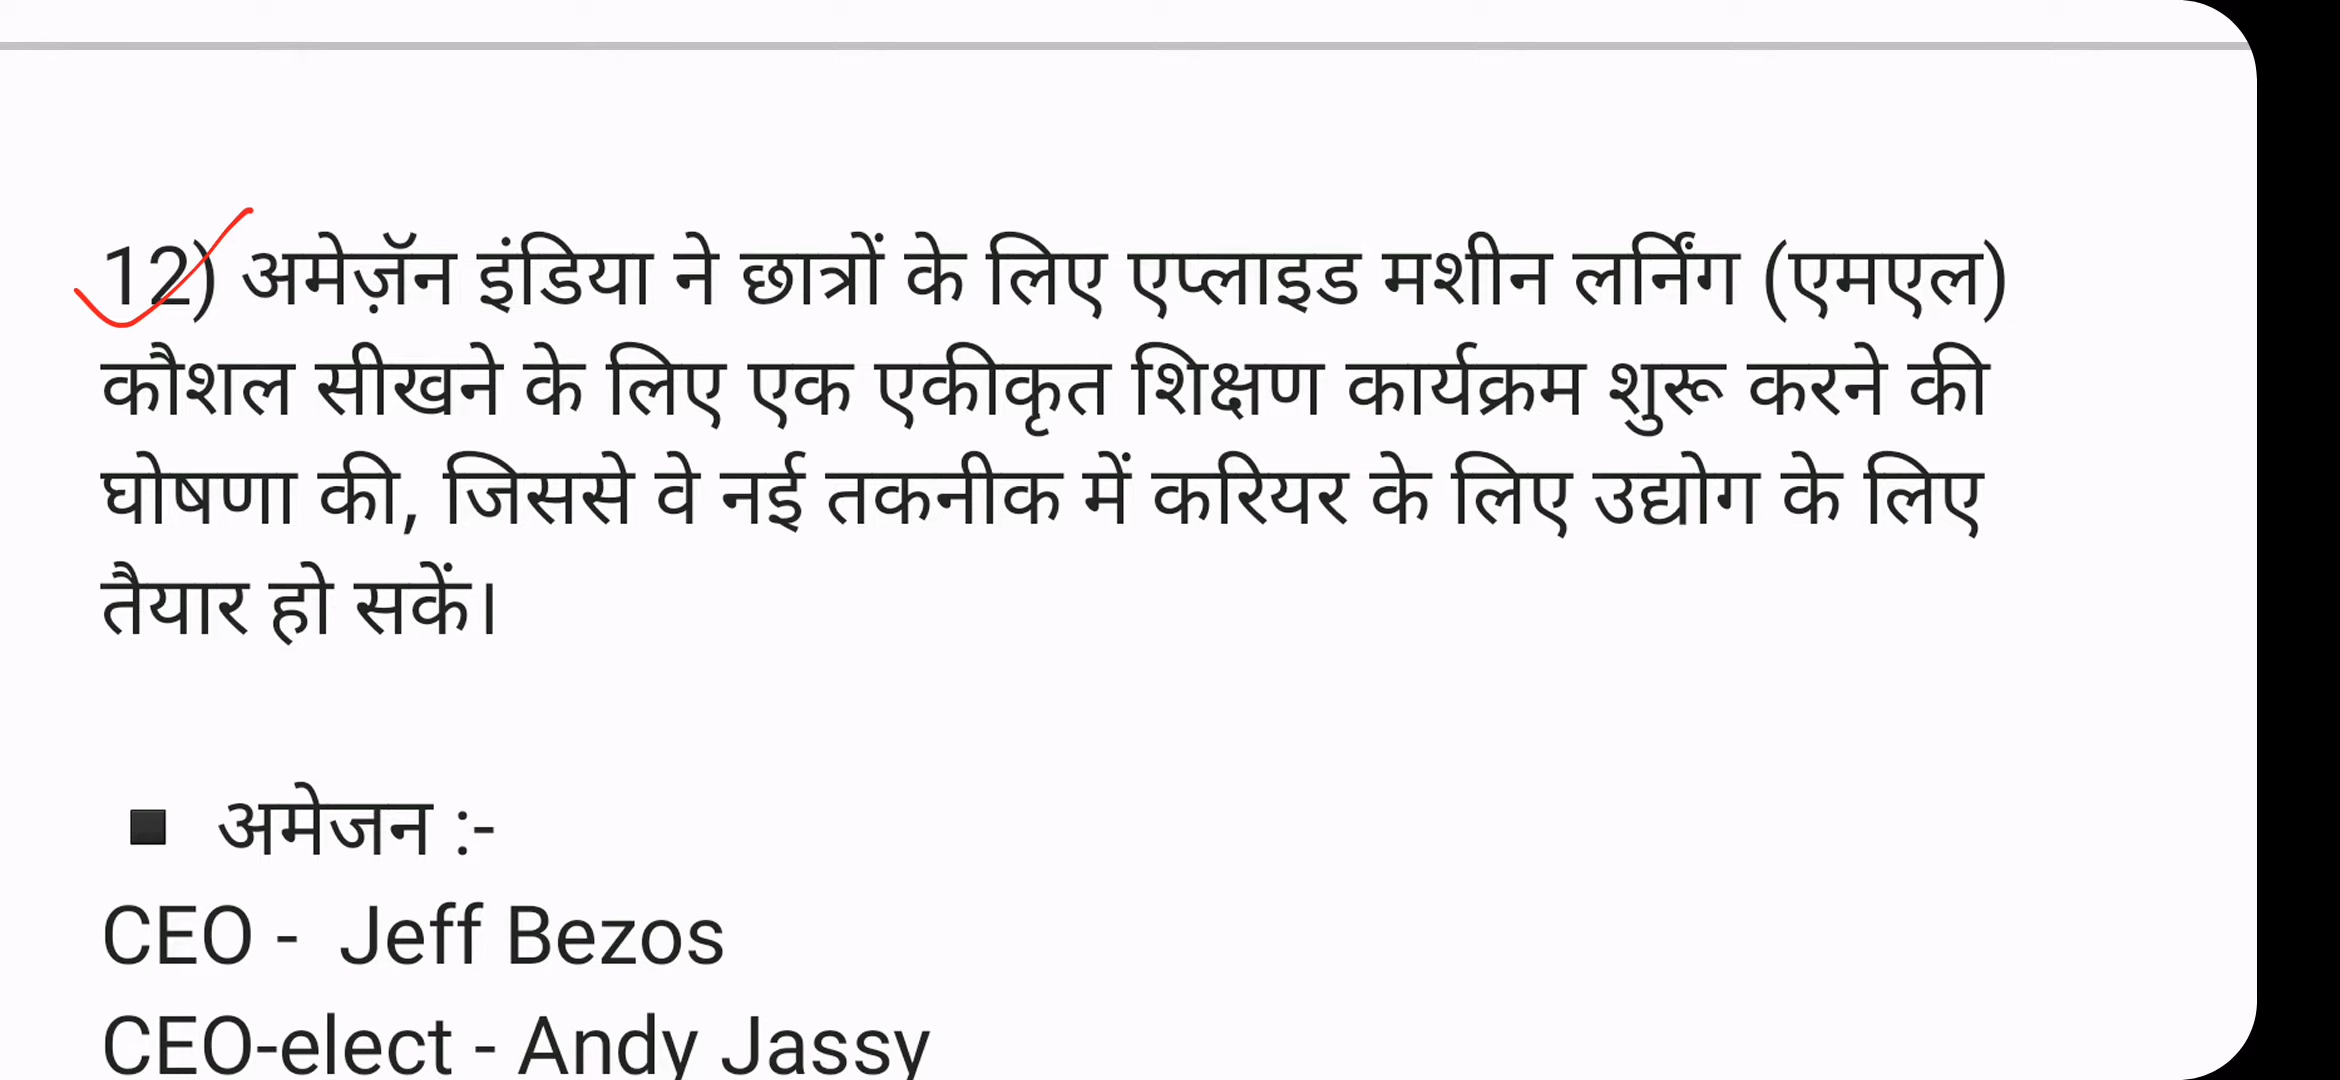 12) अमेज़ॅन इंडिया ने छात्रों के लिए एप्लाइड मशीन लर्निंग (एमएल)
कौशल सीखने के लिए एक एकीकृत शिक्षण कार्यक्रम शुरू करने की
घोषणा की, जिससे वे नई तकनीक में करियर के लिए उद्योग के लिए
तैयार हो सकें।
▪ अमेजन :-
CEO - Jeff Bezos
CEO-elect - Andy Jassy